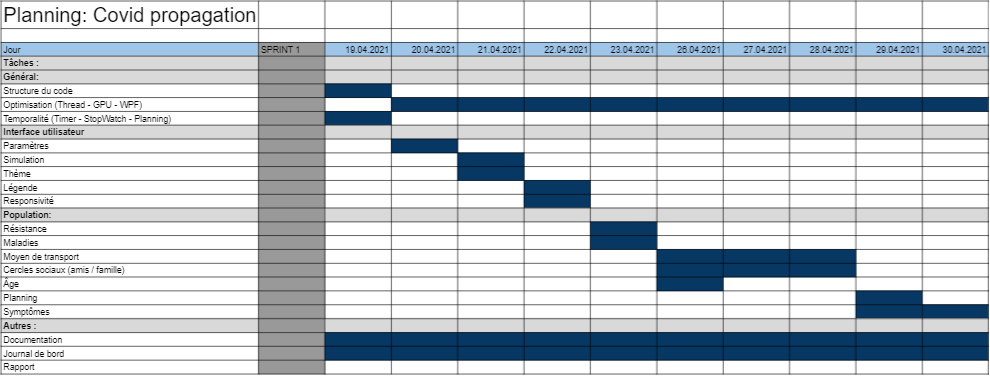 Planning: Covid propagation
Jour SPRINT 1 19.04.2021 20.04.2021 21.04.2021 22.04.2021 23.04.2021 26.04.2021 27.04.2021 28.04.2021 29.04.2021 30.04.2021
Tâches :
Général:
Structure du code
Optimisation (Thread - GPU - WPF)
Temporalité (Timer - StopWatch - Planning)
Interface utilisateur
Paramètres
Simulation
Thème
Légende
Responsivité
Population:
Résistance
Maladies
Moyen de transport
Cercles sociaux (amis / famille)
Âge
Planning
Symptômes
Autres :
Documentation
Journal de bord
Rapport